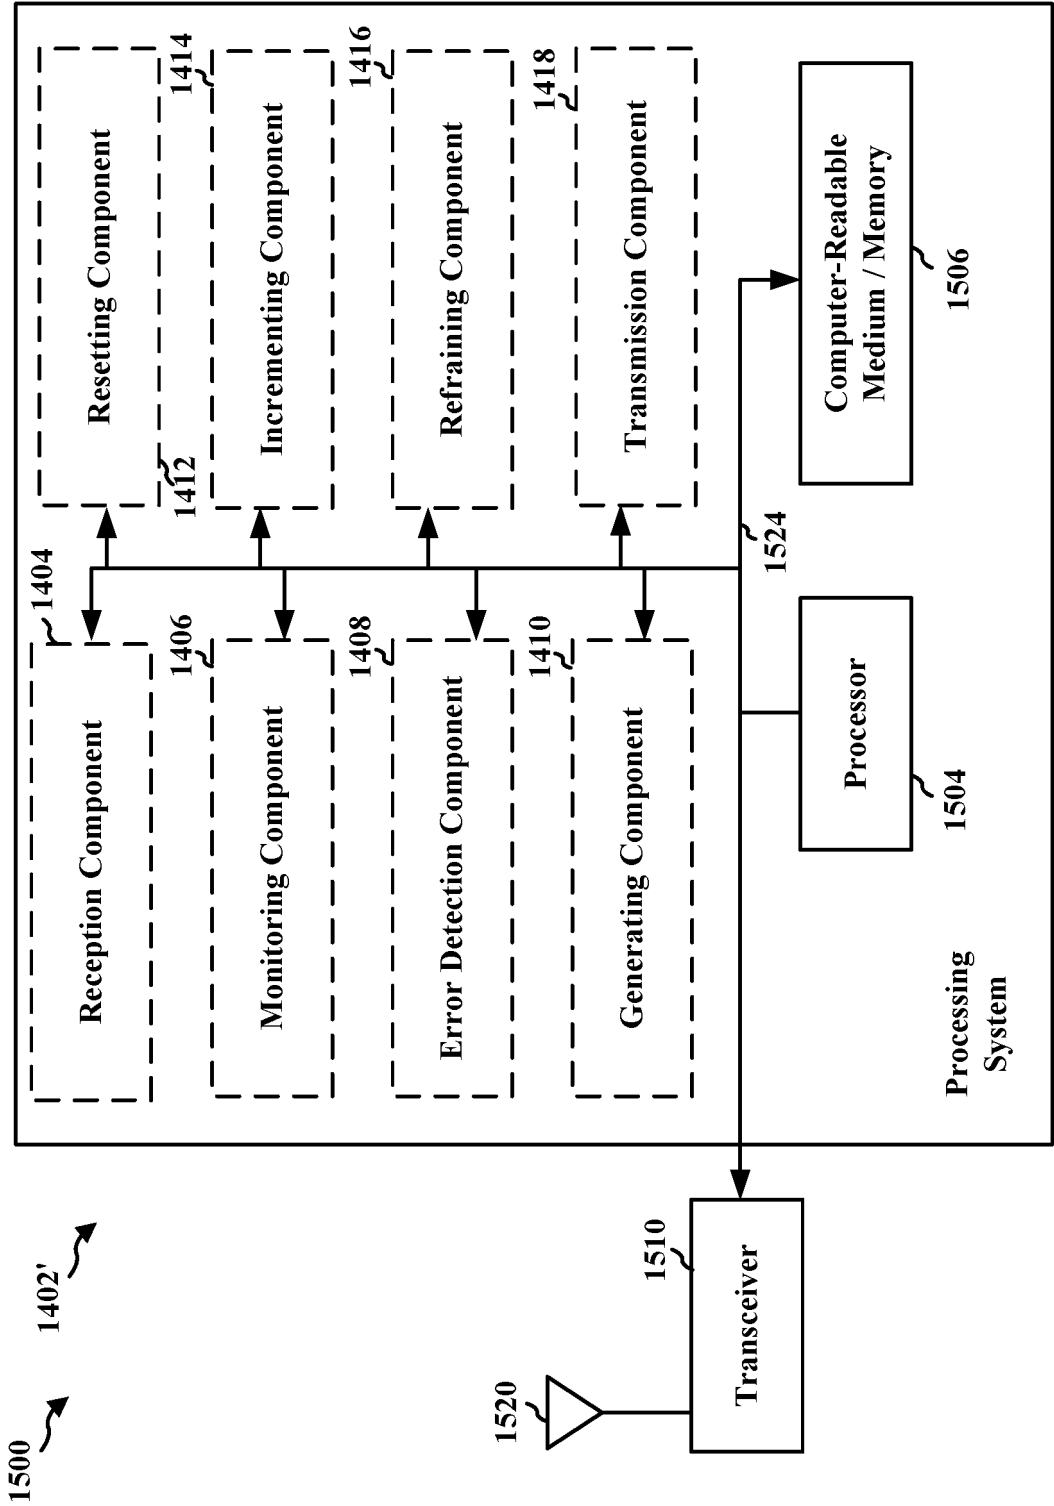 1500
1402'
1520
1510
Transceiver
Processing
System
1404
Reception Component
1406
Monitoring Component
1408
Error Detection Component
1410
Generating Component
1412
Resetting Component
1414
Incrementing Component
1416
Refraining Component
1418
Transmission Component
1524
Processor
1504
Computer-Readable
Medium / Memory
1506